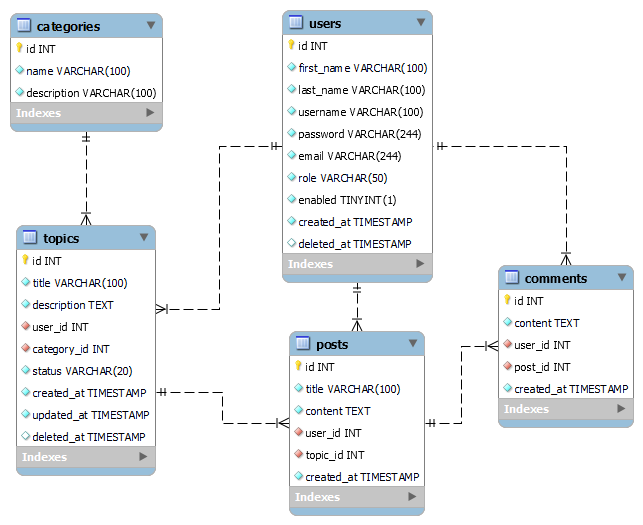 categories
id INT
name VARCHAR(100)
description VARCHAR(100)
Indexes
users
id INT
first_name VARCHAR(100)
last_name VARCHAR(100)
username VARCHAR(100)
password VARCHAR(244)
email VARCHAR(244)
role VARCHAR(50)
enabled TINYINT(1)
created_at TIMESTAMP
deleted_at TIMESTAMP
Indexes
topics
id INT
title VARCHAR(100)
description TEXT
user_id INT
category_id INT
status VARCHAR(20)
created_at TIMESTAMP
updated_at TIMESTAMP
deleted_at TIMESTAMP
Indexes
posts
id INT
title VARCHAR(100)
content TEXT
user_id INT
topic_id INT
created_at TIMESTAMP
Indexes
comments
id INT
content TEXT
user_id INT
post_id INT
created_at TIMESTAMP
Indexes